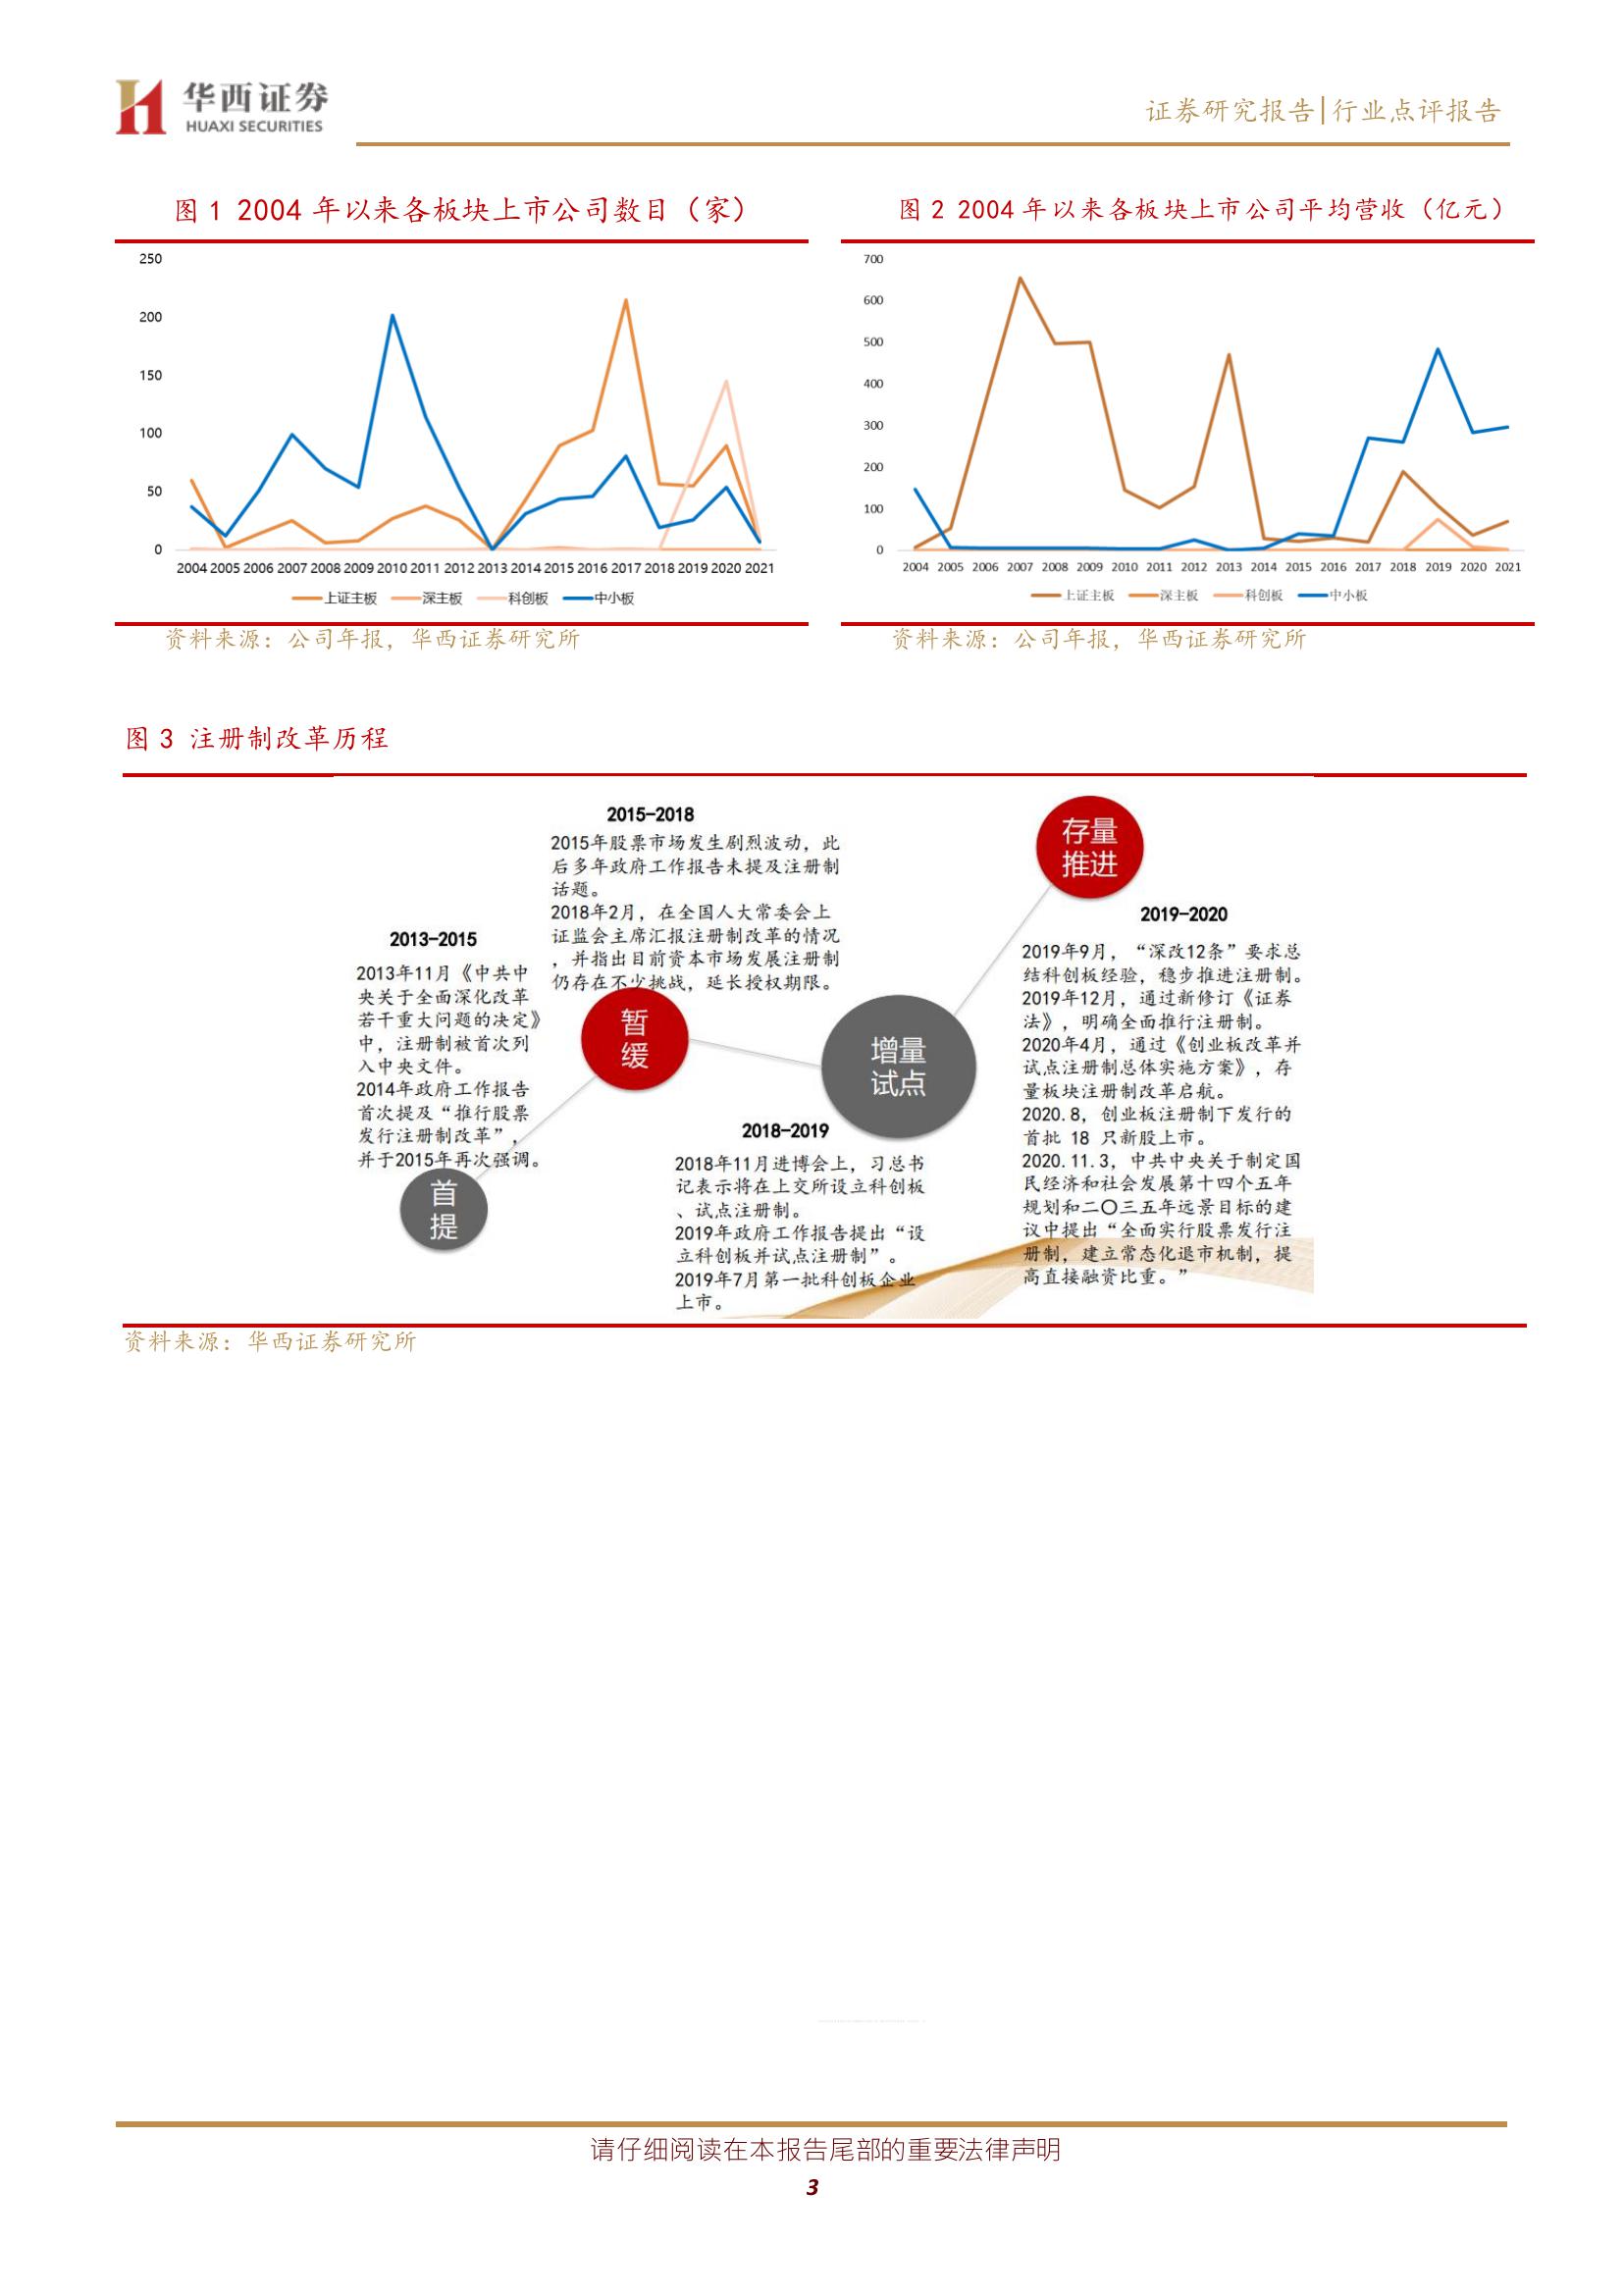 华西证券
HUAXI SECURITIES
证券研究报告|行业点评报告
图 1 2004 年以来各板块上市公司数目（家）
250
200
150
100
50
0
2004 2005 2006 2007 2008 2009 2010 2011 2012 2013 2014 2015 2016 2017 2018 2019 2020 2021
上证主板 深主板 科创板 中小板
资料来源：公司年报，华西证券研究所
图 2 2004 年以来各板块上市公司平均营收（亿元）
700
600
500
400
300
200
100
0
2004 2005 2006 2007 2008 2009 2010 2011 2012 2013 2014 2015 2016 2017 2018 2019 2020 2021
上证主板 深主板 科创板 中小板
资料来源：公司年报，华西证券研究所
图 3 注册制改革历程
2013-2015
2013年11月《中共中
央关于全面深化改革
若干重大问题的决定》
中，注册制被首次列
入中央文件。
2014年政府工作报告
首次提及“推行股票
发行注册制改革”，
并于2015年再次强调。
首
提
2015-2018
2015年股票市场发生剧烈波动，此
后多年政府工作报告未提及注册制
话题。
2018年2月，在全国人大常委会上
证监会主席汇报注册制改革的情况
，并指出目前资本市场发展注册制
仍存在不少挑战，延长授权期限。
暂
缓
增量
试点
2018-2019
2018年11月进博会上，习总书
记表示将在上交所设立科创板
、试点注册制。
2019年政府工作报告提出“设
立科创板并试点注册制”。
2019年7月第一批科创板企业
上市。
存量
推进
2019-2020
2019年9月，“深改12条”要求总
结科创板经验，稳步推进注册制。
2019年12月，通过新修订《证券
法》，明确全面推行注册制。
2020年4月，通过《创业板改革并
试点注册制总体实施方案》，存
量板块注册制改革启航。
2020.8，创业板注册制下发行的
首批 18 只新股上市。
2020.11.3，中共中央关于制定国
民经济和社会发展第十四个五年
规划和二〇三五年远景目标的建
议中提出“全面实行股票发行注
册制，建立常态化退市机制，提
高直接融资比重。”
资料来源：华西证券研究所
请仔细阅读在本报告尾部的重要法律声明
3